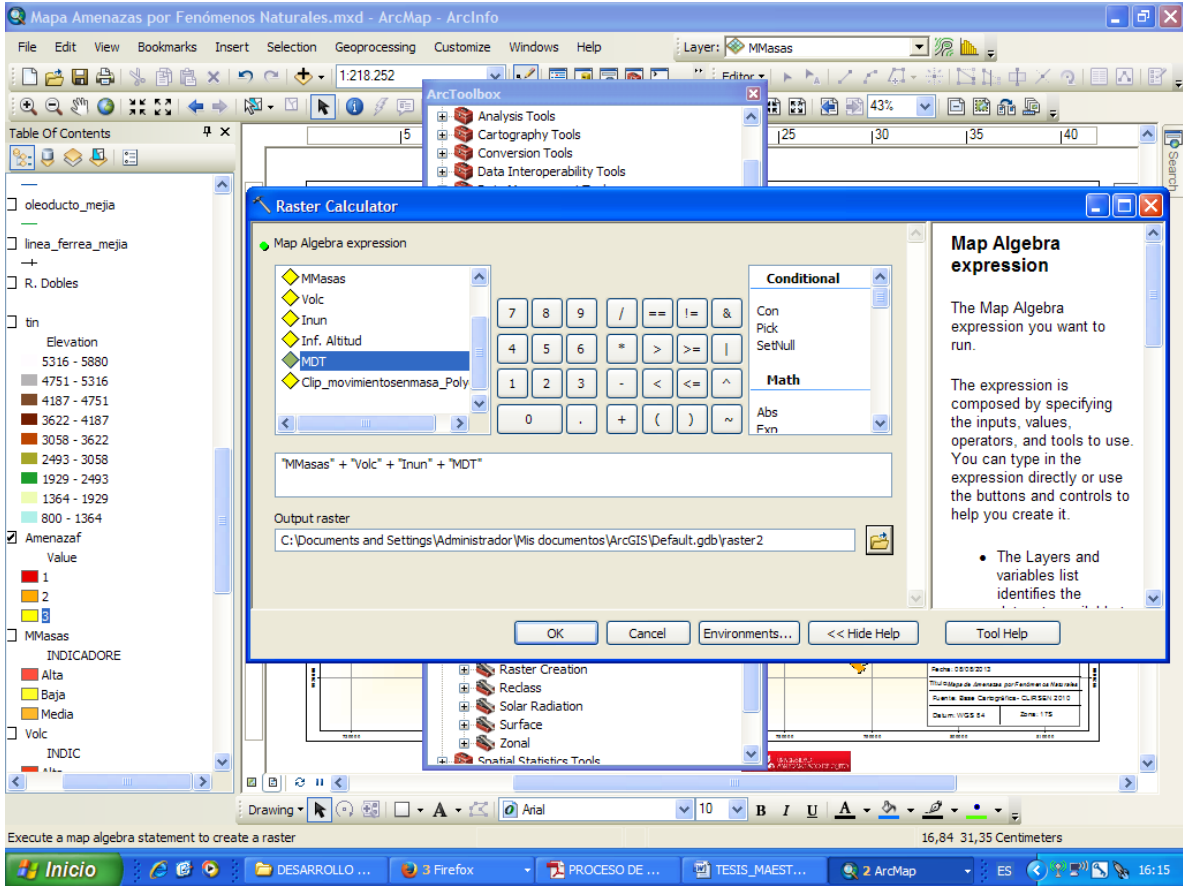 Mapa Amenazas por Fenómenos Naturales.mxd - ArcMap - ArcInfo
File Edit View Bookmarks Insert Selection Geoprocessing Customize Windows Help
Layer: MMasas
1:218.252
Editor
43%
Table Of Contents
ArcToolbox
Analysis Tools
Cartography Tools
Conversion Tools
Data Interoperability Tools
5
25
30
35
40
Search
oleoducto_mejia
linea_ferrea_mejia
R. Dobles
tin
Elevation
5316 - 5880
4751 - 5316
4187 - 4751
3622 - 4187
3058 - 3622
2493 - 3058
1929 - 2493
1364 - 1929
800 - 1364
Amenazaf
Value
1
2
3
MMasas
INDICADORE
Alta
Baja
Media
Volc
INDIC
Raster Calculator
Map Algebra expression
MMasas
Volc
Inun
Inf. Altitud
MDT
Clip_movimientosenmasa_Poly
7 8 9 / == != &
4 5 6 * > >= |
1 2 3 - < <= ^
0 . + ( ) ~
Conditional
Con
Pick
SetNull
Math
Abs
Exp
"MMasas" + "Volc" + "Inun" + "MDT"
Output raster
C:\Documents and Settings\Administrador\Mis documentos\ArcGIS\Default.gdb\raster2
OK Cancel Environments... << Hide Help Tool Help
Map Algebra
expression
The Map Algebra
expression you want to
run.
The expression is
composed by specifying
the inputs, values,
operators, and tools to use.
You can type in the
expression directly or use
the buttons and controls to
help you create it.
• The Layers and
variables list
identifies the
Raster Creation
Reclass
Solar Radiation
Surface
Zonal
Spatial Statistics Tools
Fecha: 08/08/2013
Titulo: Mapa de Amenazas por Fenómenos Naturales
Fuente: Base Cartográfica- CLIRSEN 2010
Datum: WGS 84 Zona: 17S
Drawing Arial 10 B I U A
Execute a map algebra statement to create a raster
16,84 31,35 Centimeters
Inicio DESARROLLO ... 3 Firefox PROCESO DE ... TESIS_MAEST... 2 ArcMap ES 16:15